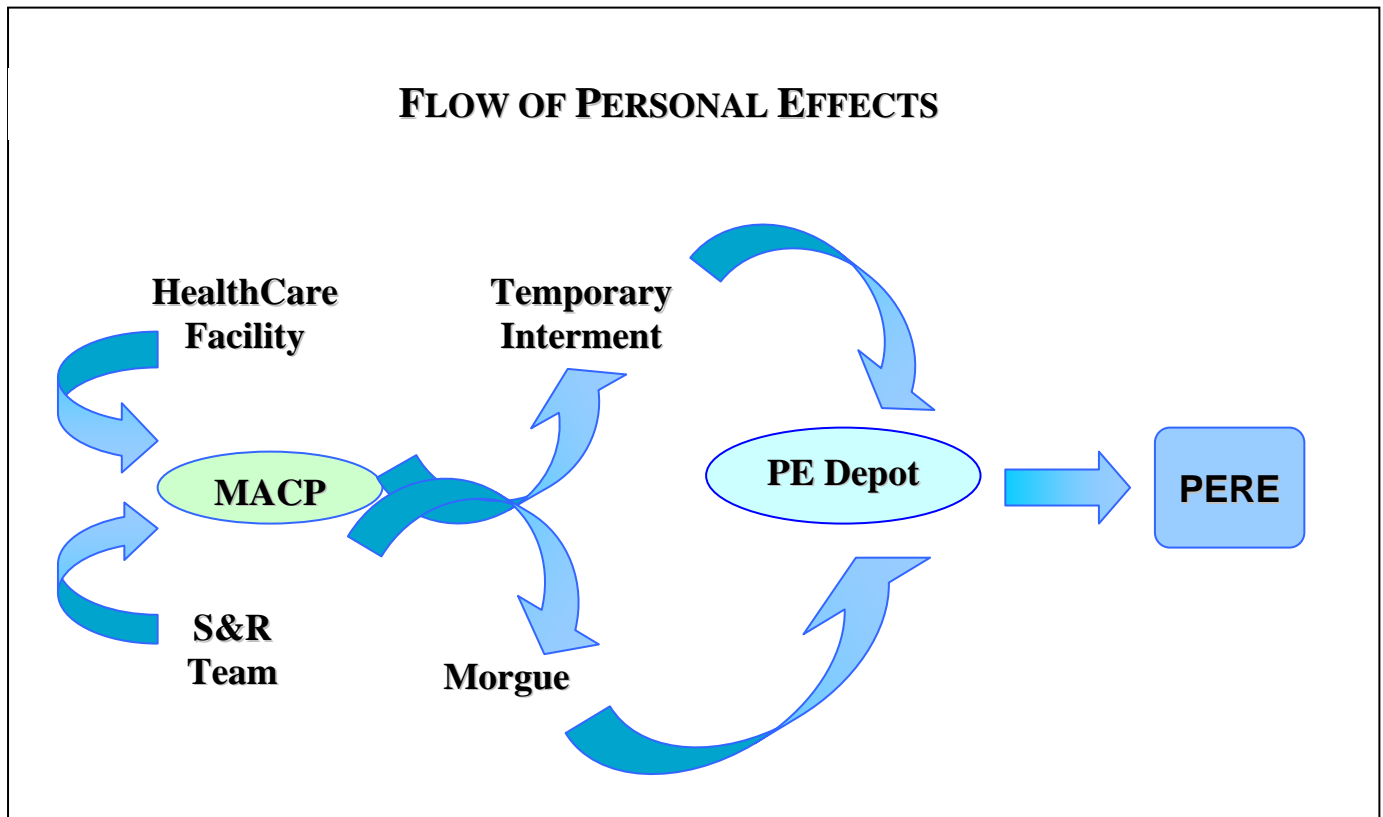 FLOW OF PERSONAL EFFECTS
HealthCare
Facility
Temporary
Interment
MACP
PE Depot
PERE
S&R
Team
Morgue